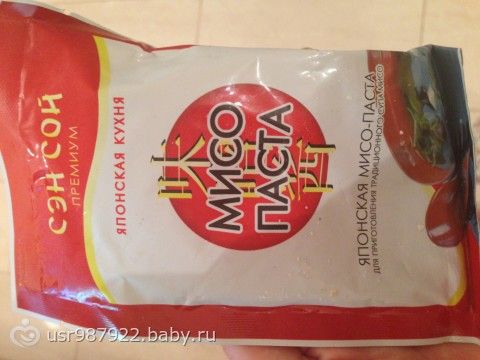 СЭН СОЙ
ПРЕМИУМ
ЯПОНСКАЯ КУХНЯ
МИСО
ПАСТА
ЯПОНСКАЯ МИСО-ПАСТА
ДЛЯ ПРИГОТОВЛЕНИЯ ТРАДИЦИОННОГО СУПА МИСО
usr987922.baby.ru